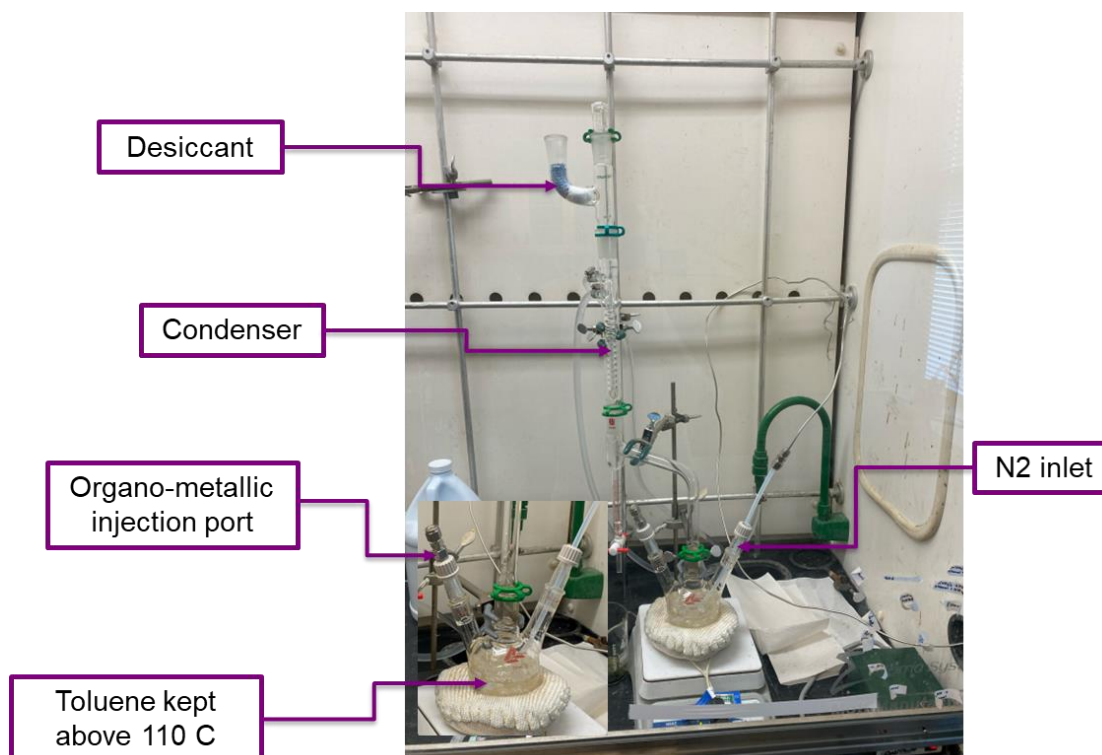 Desiccant
Condenser
Organo-metallic
injection port
N2 inlet
Toluene kept
above 110 C